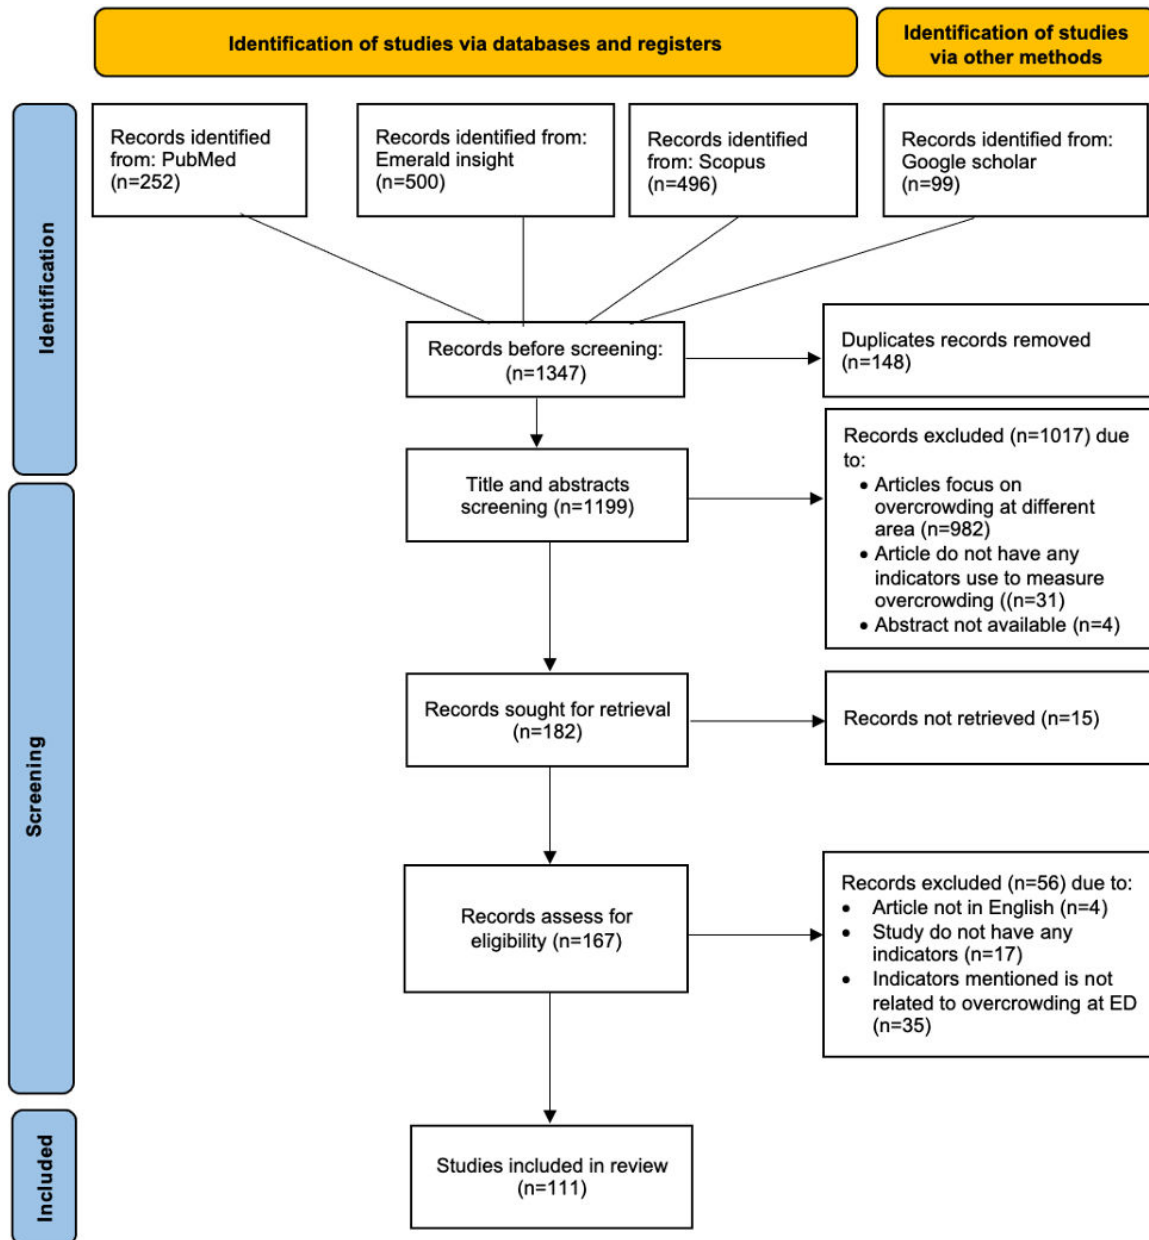 Identification of studies via databases and registers
Identification of studies
via other methods
Identification
Records identified
from: PubMed
(n=252)
Records identified from:
Emerald insight
(n=500)
Records identified
from: Scopus
(n=496)
Records identified from:
Google scholar
(n=99)
Records before screening:
(n=1347)
Duplicates records removed
(n=148)
Screening
Title and abstracts
screening (n=1199)
Records excluded (n=1017) due
to:
• Articles focus on
overcrowding at different
area (n=982)
• Article do not have any
indicators use to measure
overcrowding ((n=31)
• Abstract not available (n=4)
Records sought for retrieval
(n=182)
Records not retrieved (n=15)
Records assess for
eligibility (n=167)
Records excluded (n=56) due to:
• Article not in English (n=4)
• Study do not have any
indicators (n=17)
• Indicators mentioned is not
related to overcrowding at ED
(n=35)
Included
Studies included in review
(n=111)